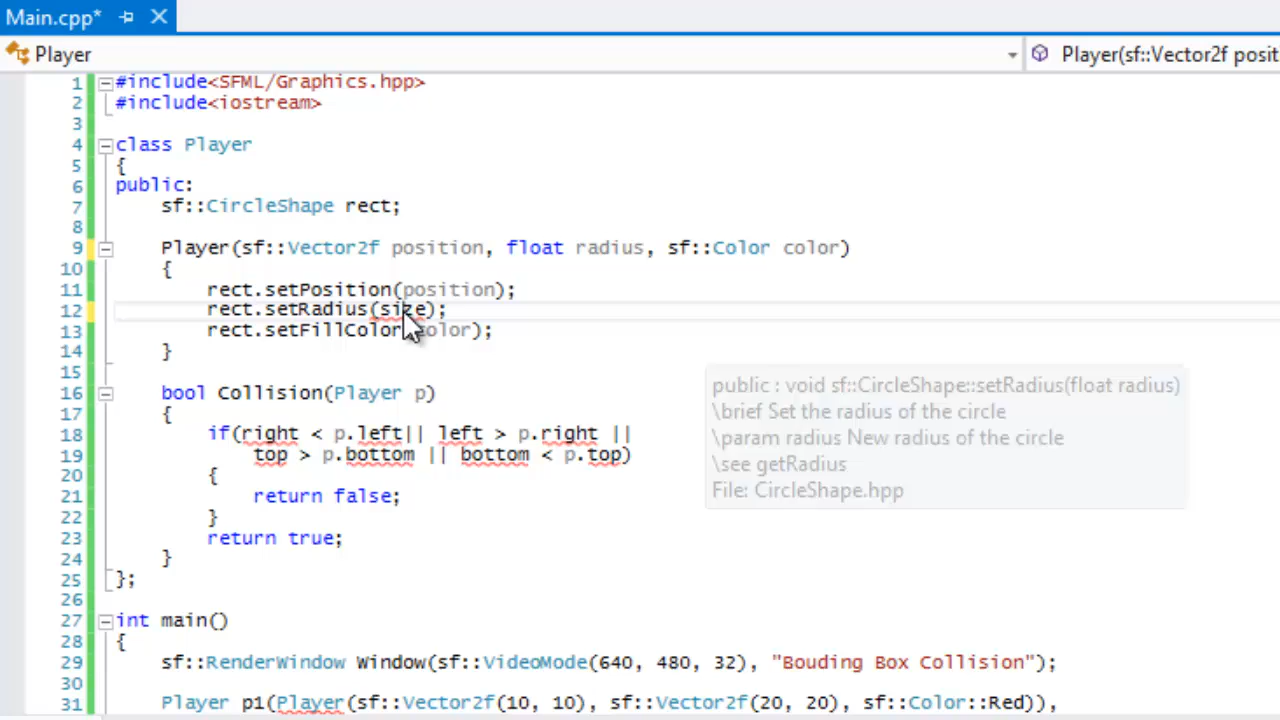 Main.cpp*
Player
Player(sf::Vector2f posit
1 #include<SFML/Graphics.hpp>
2 #include<iostream>
3
4 class Player
5 {
6 public:
7 sf::CircleShape rect;
8
9 Player(sf::Vector2f position, float radius, sf::Color color)
10 {
11 rect.setPosition(position);
12 rect.setRadius(size);
13 rect.setFillColor(color);
14 }
15
16 bool Collision(Player p)
17 {
18 if(right < p.left|| left > p.right ||
19 top > p.bottom || bottom < p.top)
20 {
21 return false;
22 }
23 return true;
24 }
25 };
26
27 int main()
28 {
29 sf::RenderWindow Window(sf::VideoMode(640, 480, 32), "Bouding Box Collision");
30
31 Player p1(Player(sf::Vector2f(10, 10), sf::Vector2f(20, 20), sf::Color::Red)),
public : void sf::CircleShape::setRadius(float radius)
\brief Set the radius of the circle
\param radius New radius of the circle
\see getRadius
File: CircleShape.hpp